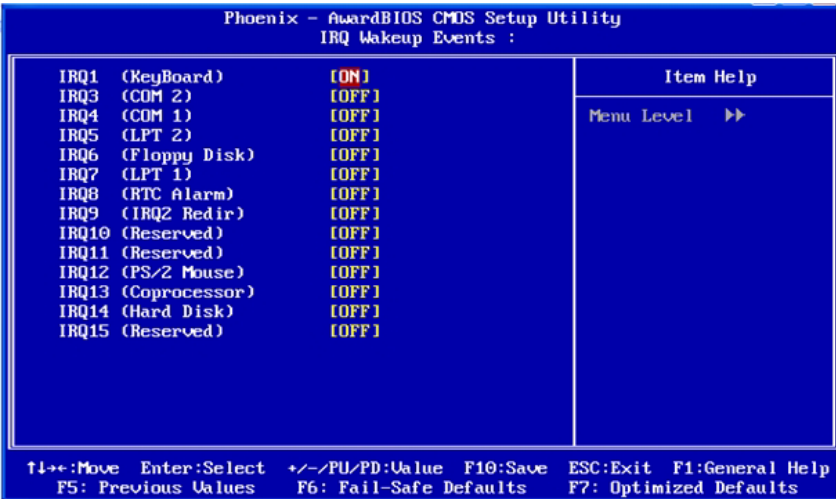 Phoenix - AwardBIOS CMOS Setup Utility
IRQ Wakeup Events :
IRQ1 (KeyBoard) [ON]
IRQ3 (COM 2) [OFF]
IRQ4 (COM 1) [OFF]
IRQ5 (LPT 2) [OFF]
IRQ6 (Floppy Disk) [OFF]
IRQ7 (LPT 1) [OFF]
IRQ8 (RTC Alarm) [OFF]
IRQ9 (IRQ2 Redir) [OFF]
IRQ10 (Reserved) [OFF]
IRQ11 (Reserved) [OFF]
IRQ12 (PS/2 Mouse) [OFF]
IRQ13 (Coprocessor) [OFF]
IRQ14 (Hard Disk) [OFF]
IRQ15 (Reserved) [OFF]
Item Help
Menu Level ►►
↑↓→←:Move Enter:Select +/-/PU/PD:Value F10:Save ESC:Exit F1:General Help
F5: Previous Values F6: Fail-Safe Defaults F7: Optimized Defaults